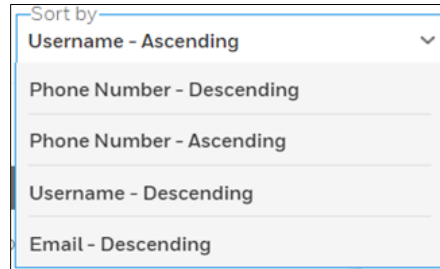 Sort by
Username - Ascending
Phone Number - Descending
Phone Number - Ascending
Username - Descending
Email - Descending